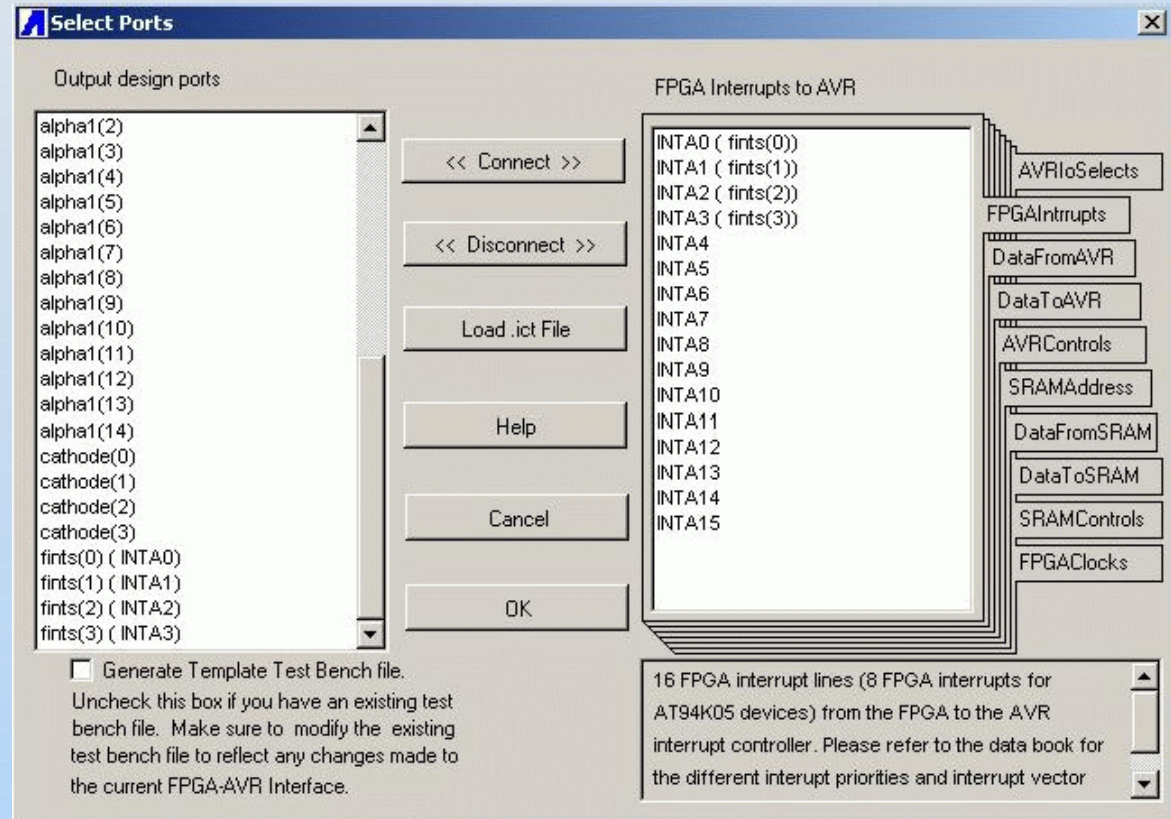 Select Ports
Output design ports
alpha1(2)
alpha1(3)
alpha1(4)
alpha1(5)
alpha1(6)
alpha1(7)
alpha1(8)
alpha1(9)
alpha1(10)
alpha1(11)
alpha1(12)
alpha1(13)
alpha1(14)
cathode(0)
cathode(1)
cathode(2)
cathode(3)
fints(0) ( INTA0)
fints(1) ( INTA1)
fints(2) ( INTA2)
fints(3) ( INTA3)
Generate Template Test Bench file.
Uncheck this box if you have an existing test
bench file. Make sure to modify the existing
test bench file to reflect any changes made to
the current FPGA-AVR Interface.
<< Connect >>
<< Disconnect >>
Load .ict File
Help
Cancel
OK
FPGA Interrupts to AVR
INTA0 ( fints(0))
INTA1 ( fints(1))
INTA2 ( fints(2))
INTA3 ( fints(3))
INTA4
INTA5
INTA6
INTA7
INTA8
INTA9
INTA10
INTA11
INTA12
INTA13
INTA14
INTA15
AVRIoSelects
FPGAIntrrupts
DataFromAVR
DataToAVR
AVRControls
SRAMAddress
DataFromSRAM
DataToSRAM
SRAMControls
FPGAClocks
16 FPGA interrupt lines (8 FPGA interrupts for
AT94K05 devices) from the FPGA to the AVR
interrupt controller. Please refer to the data book for
the different interupt priorities and interrupt vector